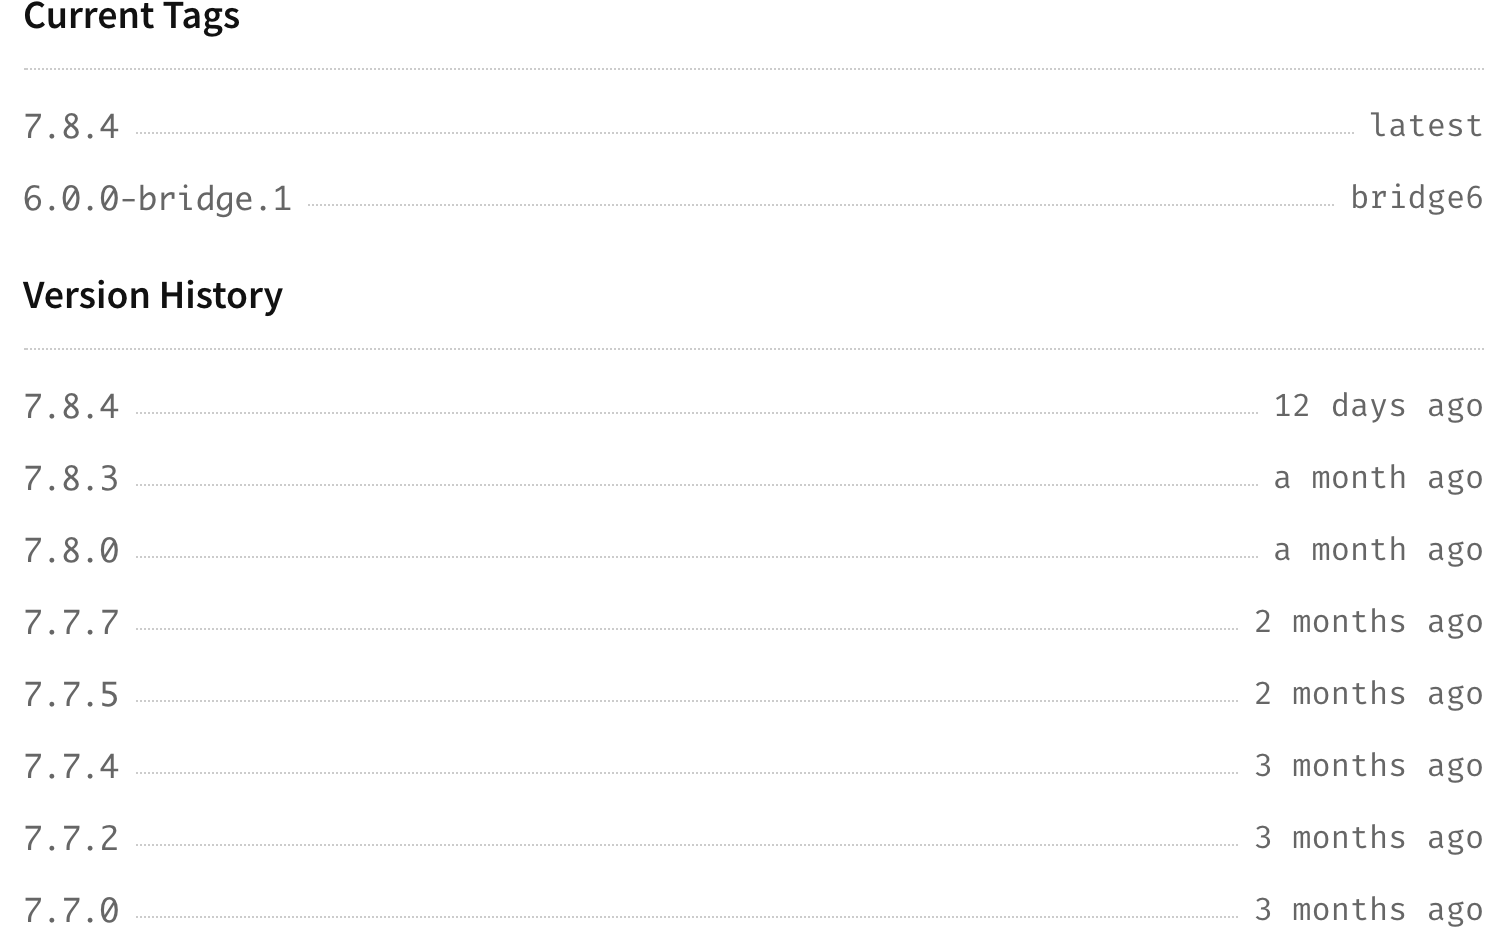 Current Tags
7.8.4 latest
6.0.0-bridge.1 bridge6
Version History
7.8.4 12 days ago
7.8.3 a month ago
7.8.0 a month ago
7.7.7 2 months ago
7.7.5 2 months ago
7.7.4 3 months ago
7.7.2 3 months ago
7.7.0 3 months ago